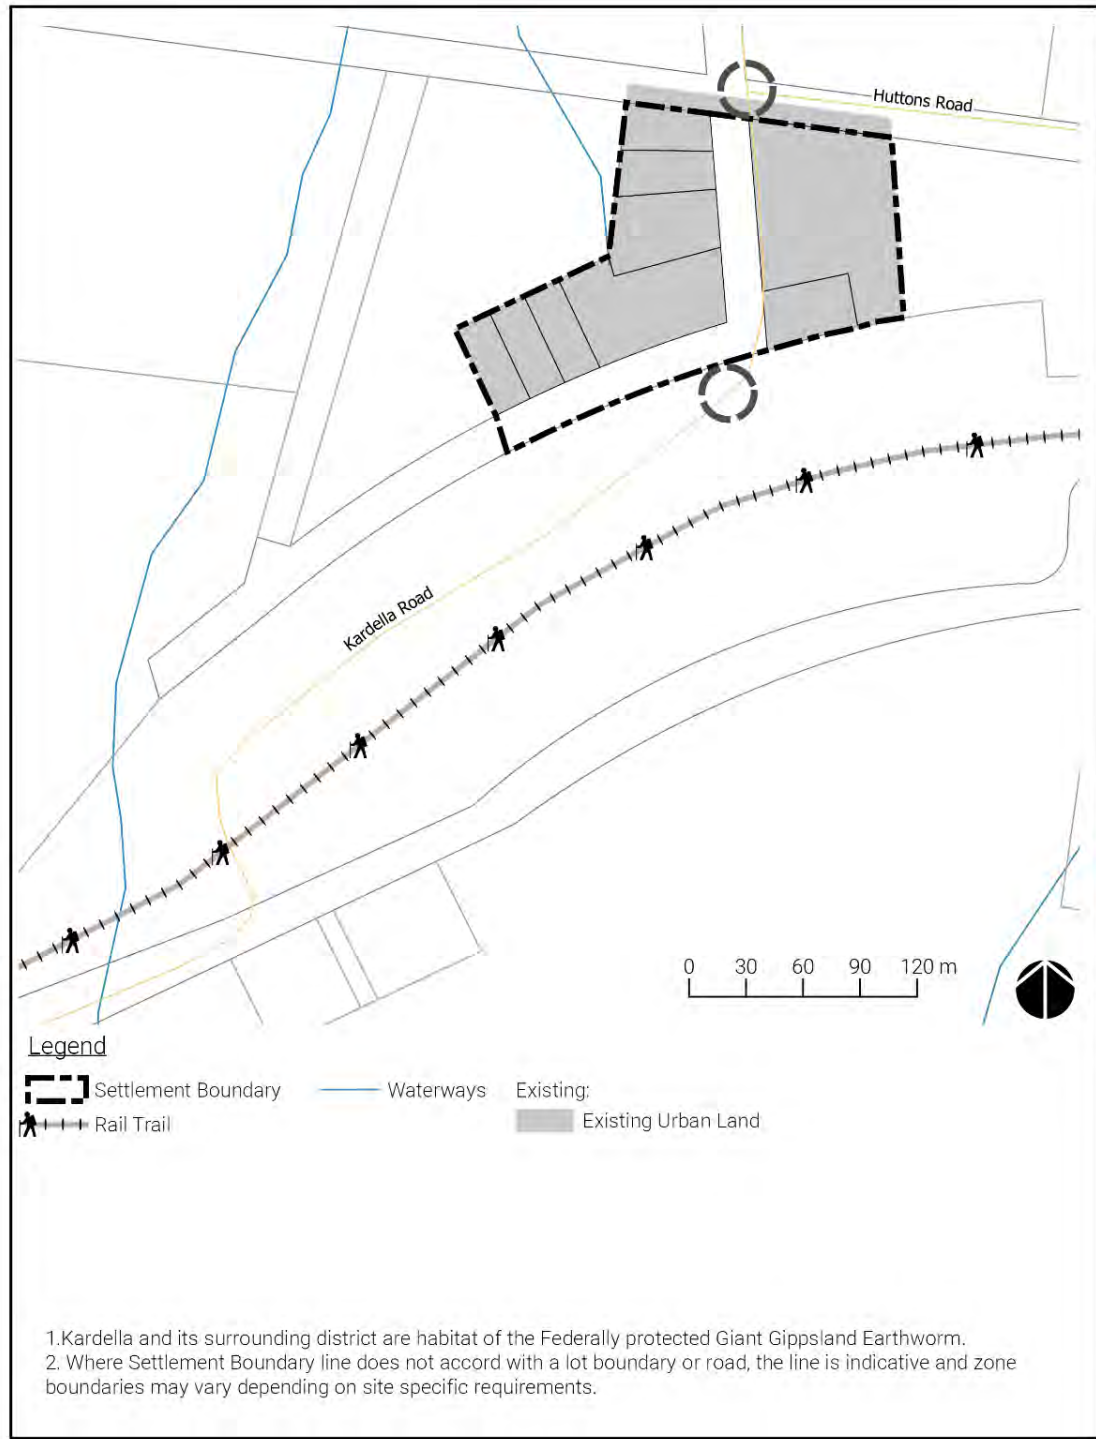 Huttons Road
Kardella Road
0 30 60 90 120 m
Legend
Settlement Boundary Waterways Existing:
Rail Trail Existing Urban Land
1.Kardella and its surrounding district are habitat of the Federally protected Giant Gippsland Earthworm.
2. Where Settlement Boundary line does not accord with a lot boundary or road, the line is indicative and zone
boundaries may vary depending on site specific requirements.